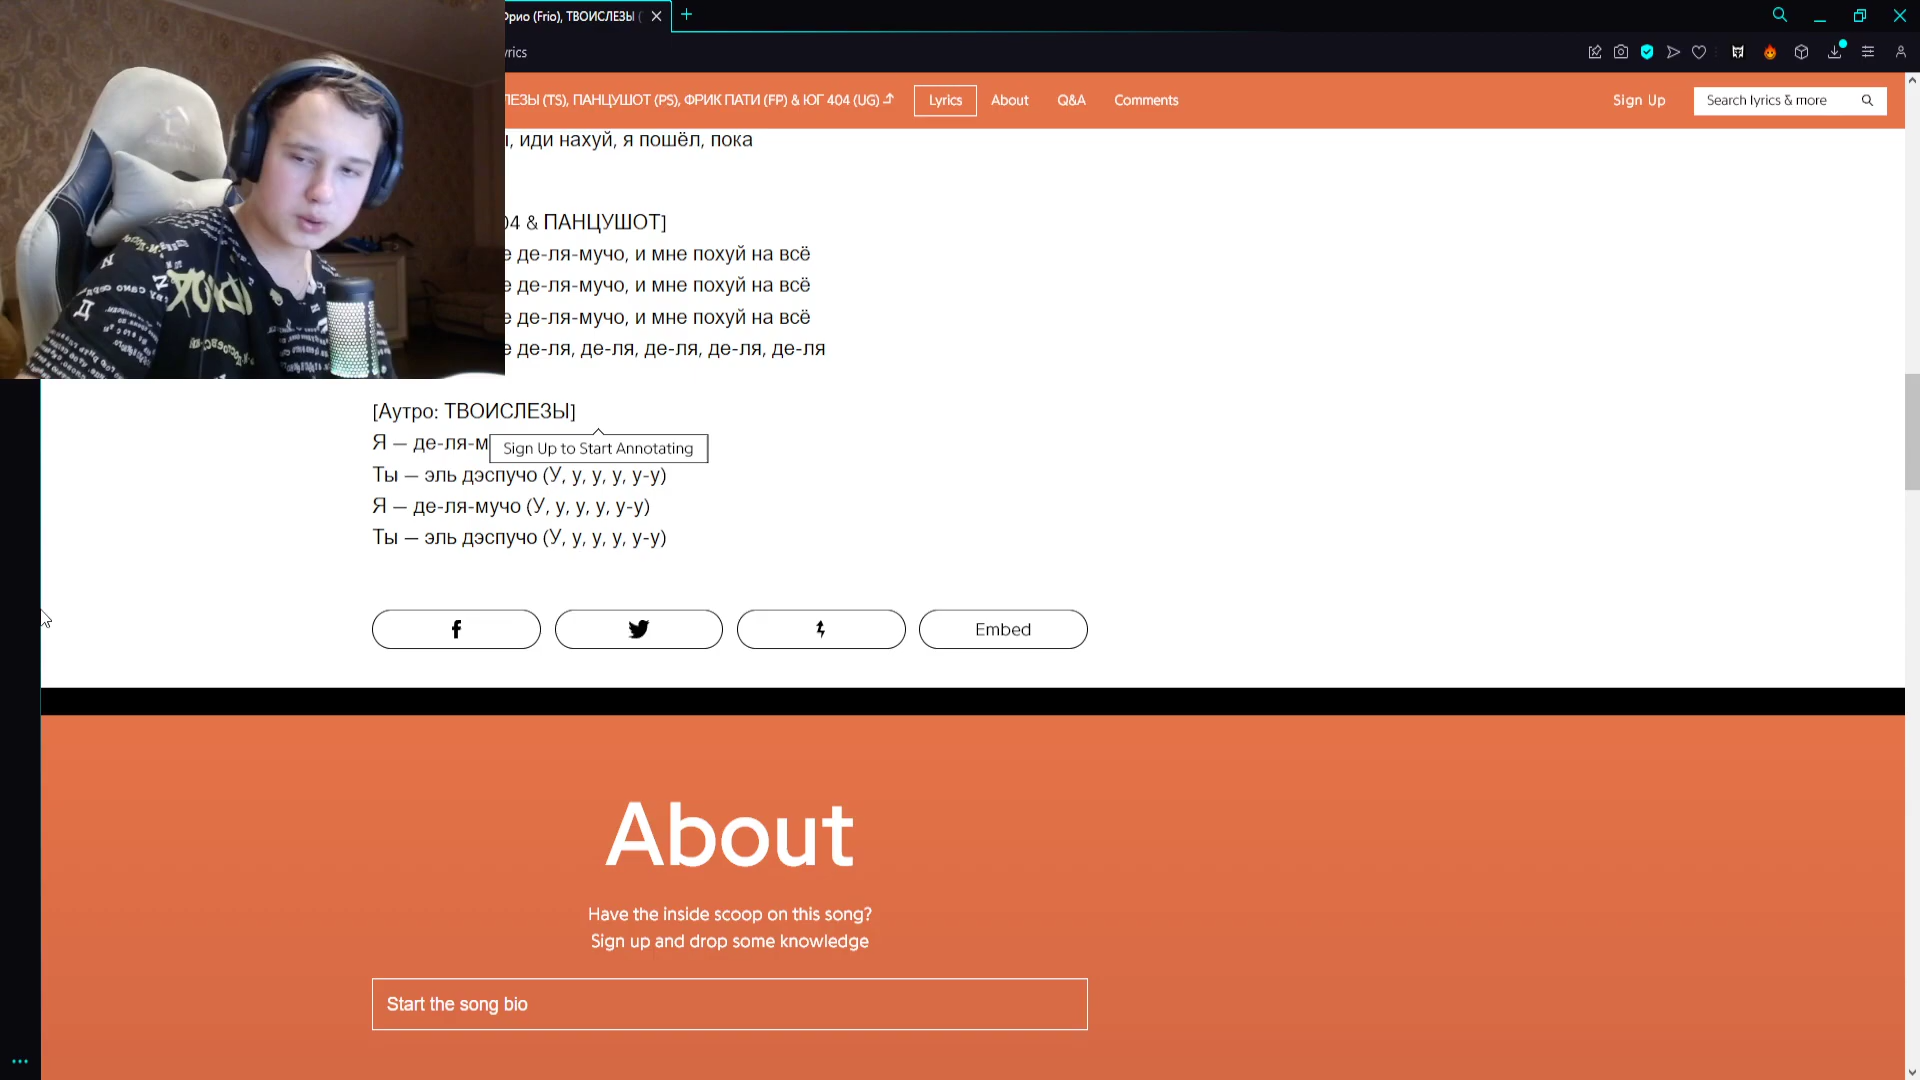 рио (Frio), ТВОИСЛЕЗЫ (
rics
ЛЕЗЫ (TS), ПАНЦУШОТ (PS), ФРИК ПАТИ (FP) & ЮГ 404 (UG)
Lyrics
About
Q&A
Comments
Sign Up
Search lyrics & more
, иди нахуй, я пошёл, пока
04 & ПАНЦУШОТ]
е де-ля-мучо, и мне похуй на всё
е де-ля-мучо, и мне похуй на всё
е де-ля-мучо, и мне похуй на всё
е де-ля, де-ля, де-ля, де-ля, де-ля
[Аутро: ТВОИСЛЕЗЫ]
Я — де-ля-м
Sign Up to Start Annotating
Ты — эль дэспучо (У, у, у, у, у-у)
Я — де-ля-мучо (У, у, у, у, у-у)
Ты — эль дэспучо (У, у, у, у, у-у)
Embed
About
Have the inside scoop on this song?
Sign up and drop some knowledge
Start the song bio